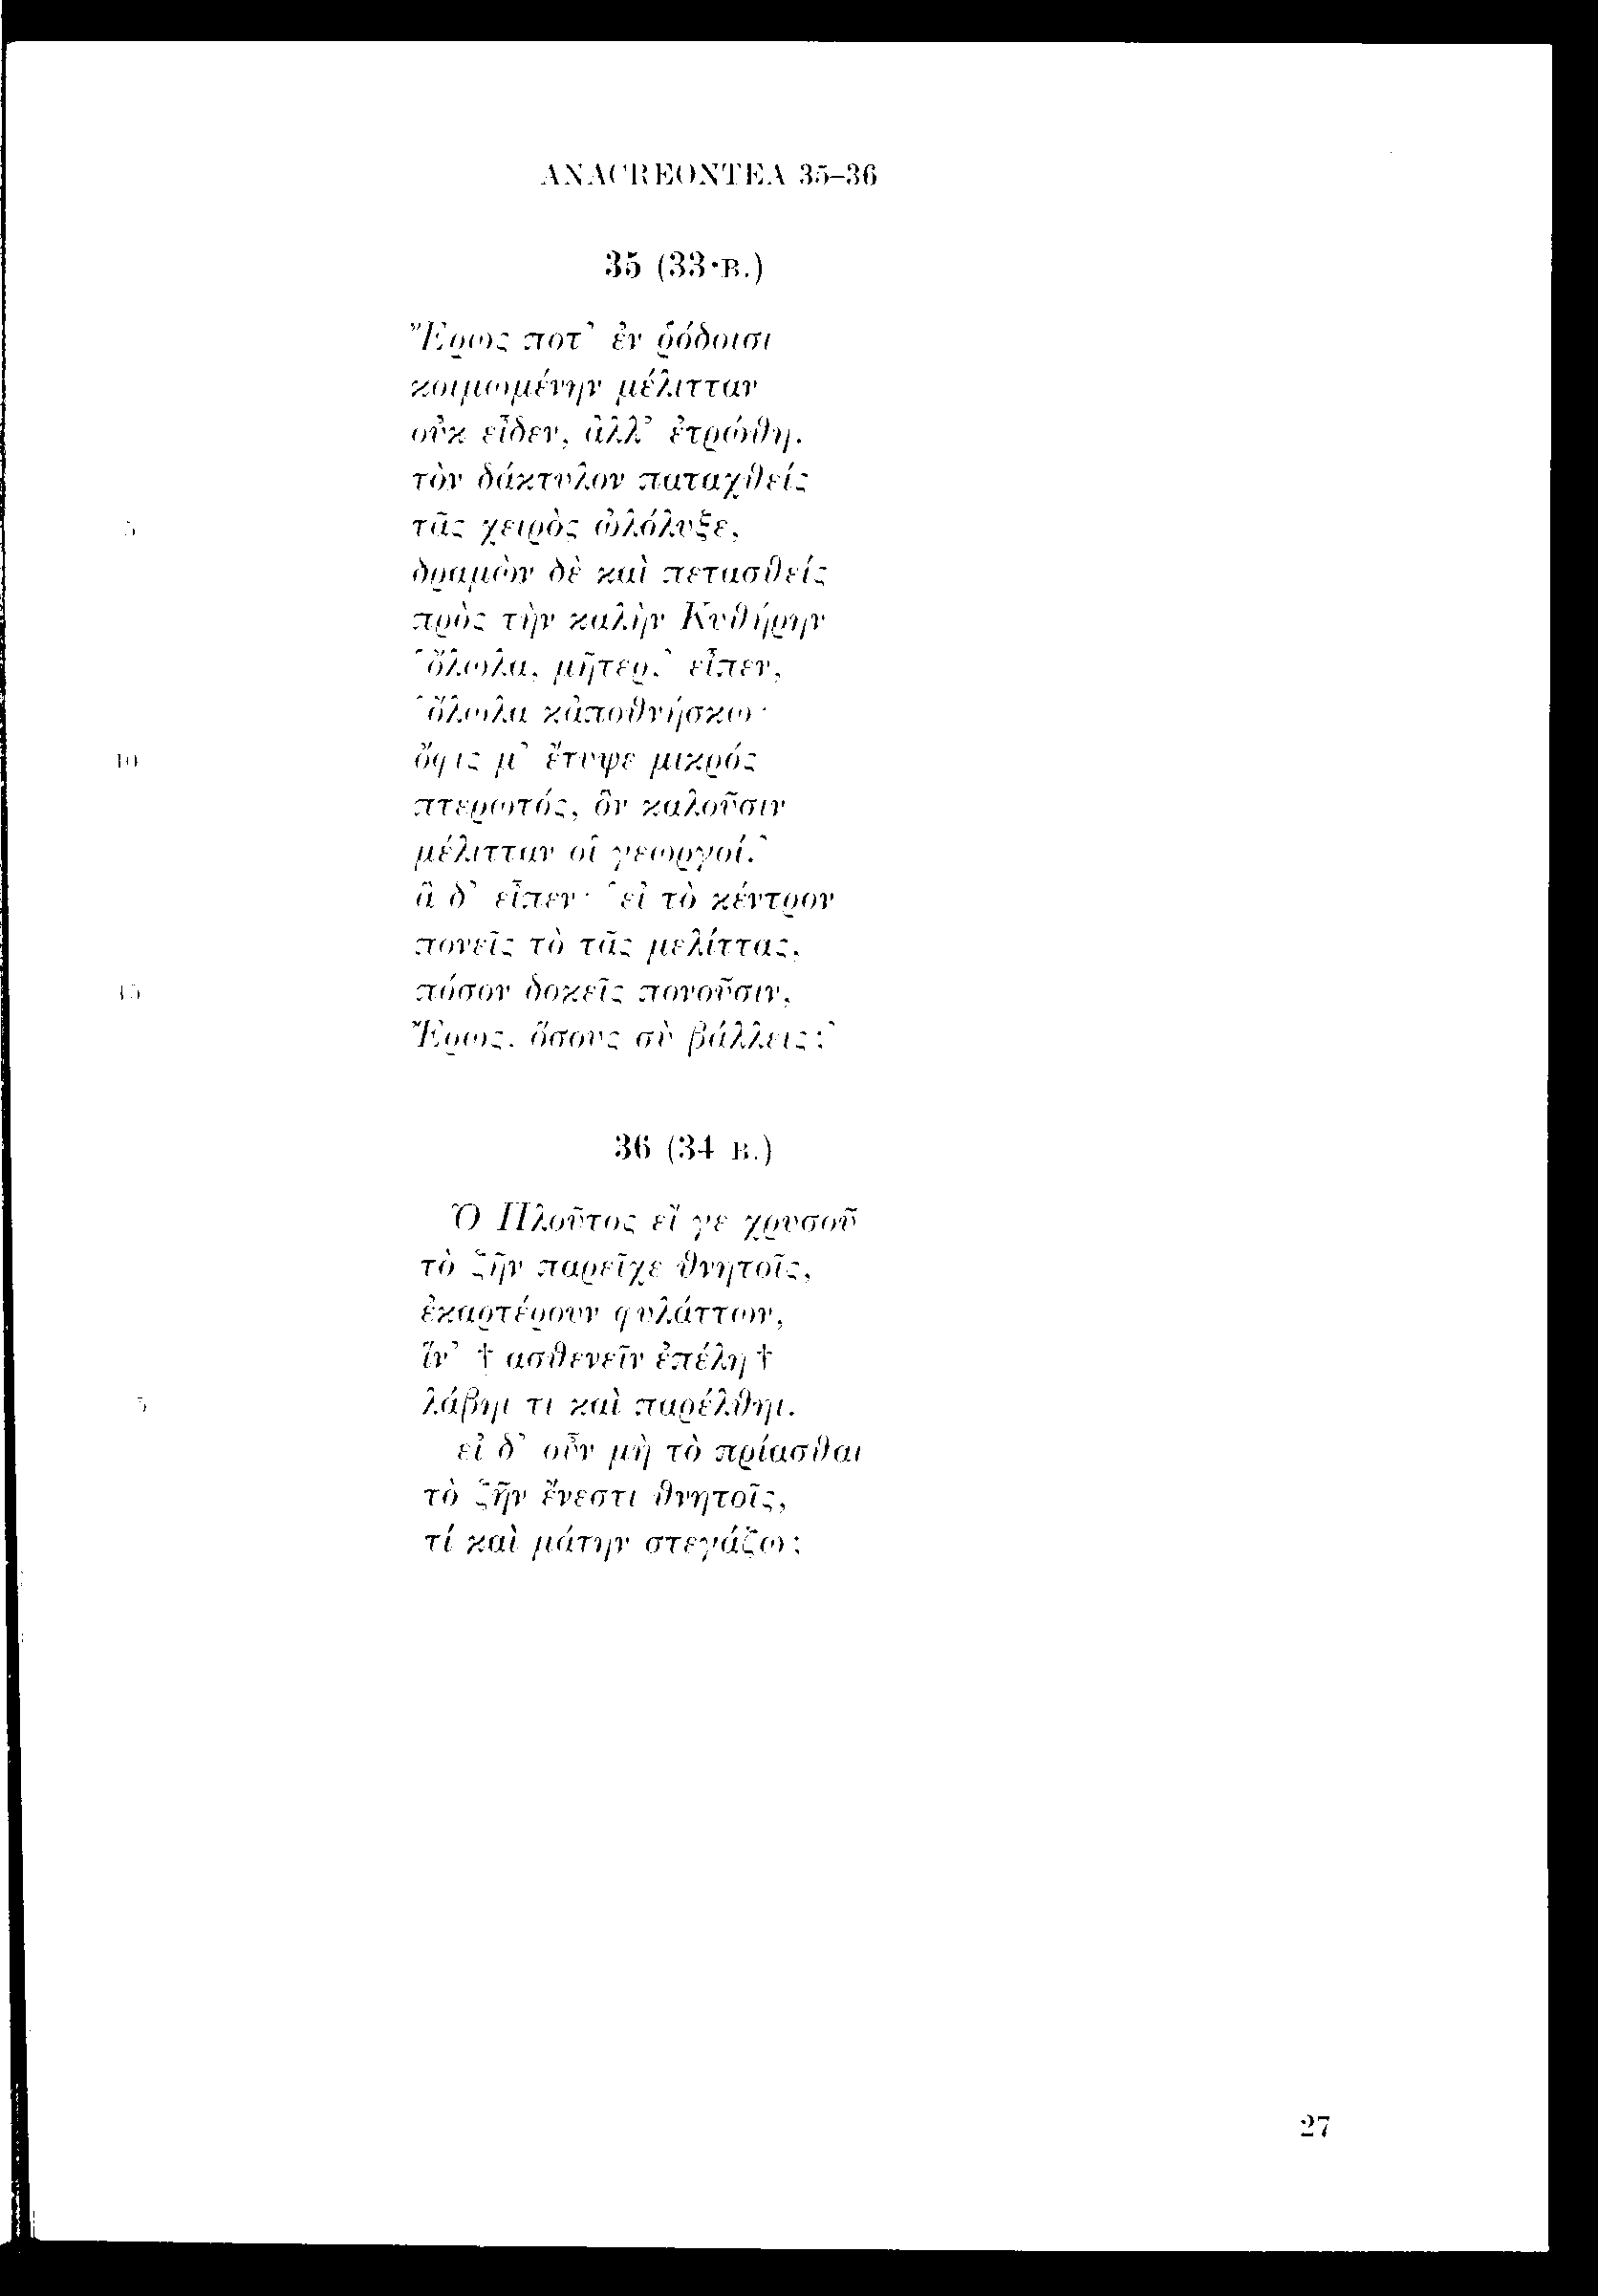 ANACREONTEA 35–36
35 (33 B.)
Ἔρως ποτ᾽ ἐν ῥόδοισι
κοιμωμένην μέλιτταν
οὐκ εἶδεν, ἀλλ᾽ ἐτρώθη.
τὸν δάκτυλον παταχθείς
5 τᾶς χειρὸς ὠλόλυξε,
δραμὼν δὲ καὶ πετασθείς
πρὸς τὴν καλὴν Κυθήρην
῾ὄλωλα, μῆτερ,᾽ εἶπεν,
῾ὄλωλα κἀποθνήσκω·
10 ὄφις μ᾽ ἔτυψε μικρός
πτερωτός, ὃν καλοῦσιν
μέλιτταν οἱ γεωργοί.᾽
ἃ δ᾽ εἶπεν· ῾εἰ τὸ κέντρον
πονεῖς τὸ τᾶς μελίττας,
15 πόσον δοκεῖς πονοῦσιν,
Ἔρως, ὅσους σὺ βάλλεις;᾽
36 (34 B.)
Ὁ Πλοῦτος εἴ γε χρυσοῦ
τὸ ζῆν παρεῖχε θνητοῖς,
ἐκαρτέρουν φυλάττων,
ἵν᾽ † ασθενεῖν ἐπέλη †
5 λάβηι τι καὶ παρέλθηι.
εἰ δ᾽ οὖν μὴ τὸ πρίασθαι
τὸ ζῆν ἔνεστι θνητοῖς,
τί καὶ μάτην στενάζω;
27